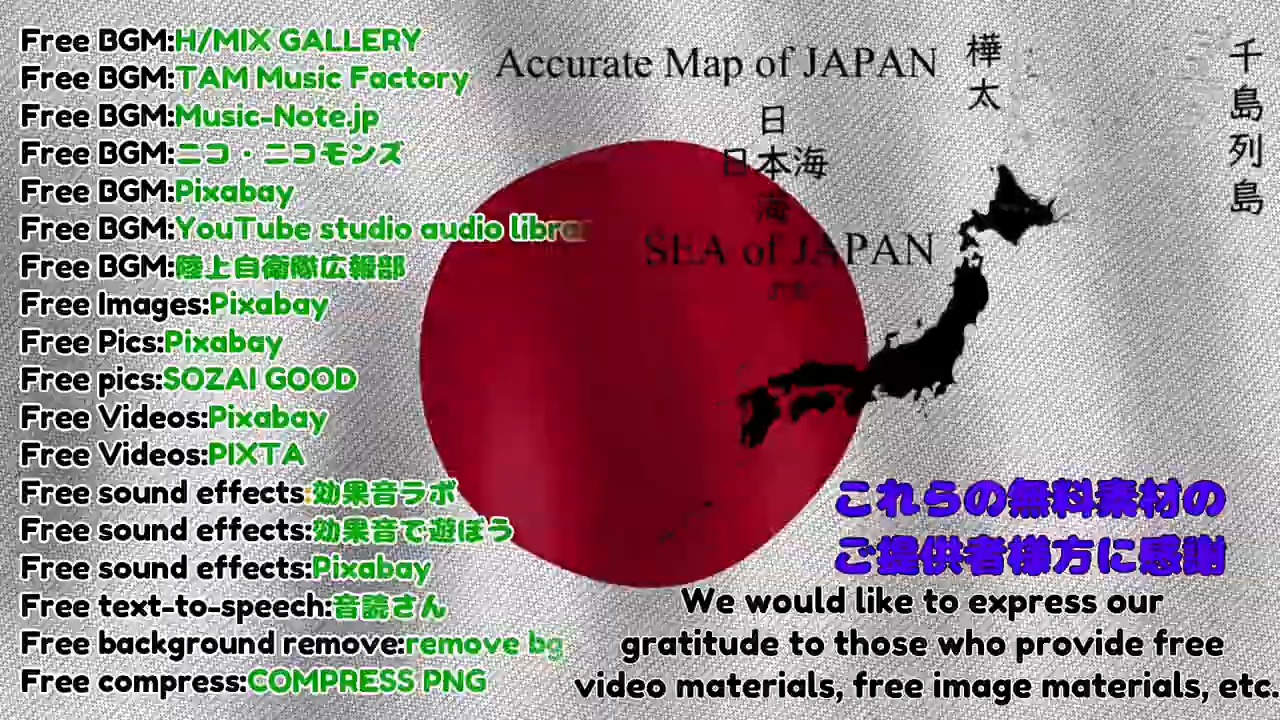 Free BGM:H/MIX GALLERY
Free BGM:TAM Music Factory
Free BGM:Music-Note.jp
Free BGM:ニコ・ニコモンズ
Free BGM:Pixabay
Free BGM:YouTube studio audio
Free BGM:陸上自衛隊広報部
Free Images:Pixabay
Free Pics:Pixabay
Free pics:SOZAI GOOD
Free Videos:Pixabay
Free Videos:PIXTA
Free sound effects:効果音ラボ
Free sound effects:効果音で遊ぼう
Free sound effects:Pixabay
Free text-to-speech:音読さん
Free background remove:remove bg
Free compress:COMPRESS PNG
Accurate Map of JAPAN
樺太
千島列島
日
日本海
海
SEA of JAPAN
これらの無料素材の
ご提供者様方に感謝
We would like to express our
gratitude to those who provide free
video materials, free image materials, etc.